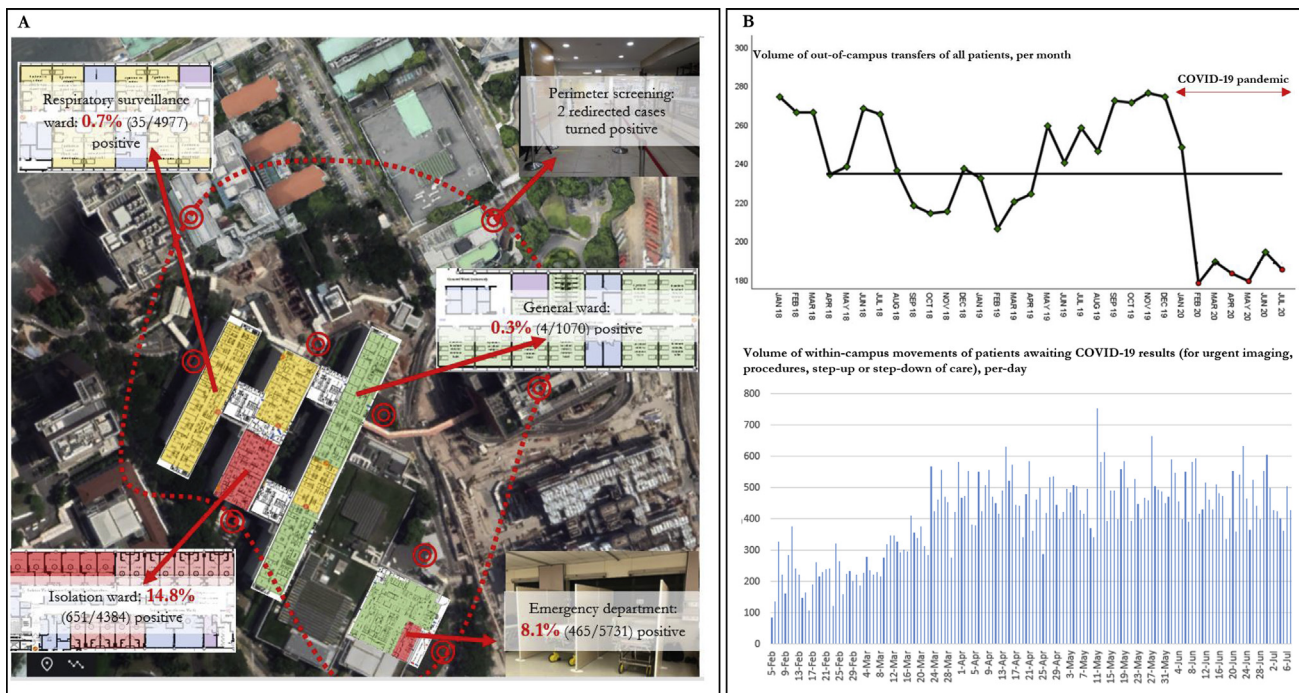 A
Respiratory surveillance
ward: 0.7% (35/4977)
positive
Perimeter screening:
2 redirected cases
turned positive
General ward:
0.3% (4/1070) positive
Isolation ward: 14.8%
(651/4384) positive
Emergency department:
8.1% (465/5731) positive
B
Volume of out-of-campus transfers of all patients, per month
COVID-19 pandemic
300
280
260
240
220
200
180
JAN 18
FEB 18
MAR 18
APR 18
MAY 18
JUN 18
JUL 18
AUG 18
SEP 18
OCT 18
NOV 18
DEC 18
JAN 19
FEB 19
MAR 19
APR 19
MAY 19
JUN 19
JUL 19
AUG 19
SEP 19
OCT 19
NOV 19
DEC 19
JAN 20
FEB 20
MAR 20
APR 20
MAY 20
JUN 20
JUL 20
Volume of within-campus movements of patients awaiting COVID-19 results (for urgent imaging,
procedures, step-up or step-down of care), per-day
800
700
600
500
400
300
200
100
0
5-Feb
9-Feb
13-Feb
17-Feb
21-Feb
25-Feb
29-Feb
4-Mar
8-Mar
12-Mar
16-Mar
20-Mar
24-Mar
28-Mar
1-Apr
5-Apr
9-Apr
13-Apr
17-Apr
21-Apr
25-Apr
29-Apr
3-May
7-May
11-May
15-May
19-May
23-May
27-May
31-May
4-Jun
8-Jun
12-Jun
16-Jun
20-Jun
24-Jun
28-Jun
2-Jul
6-Jul